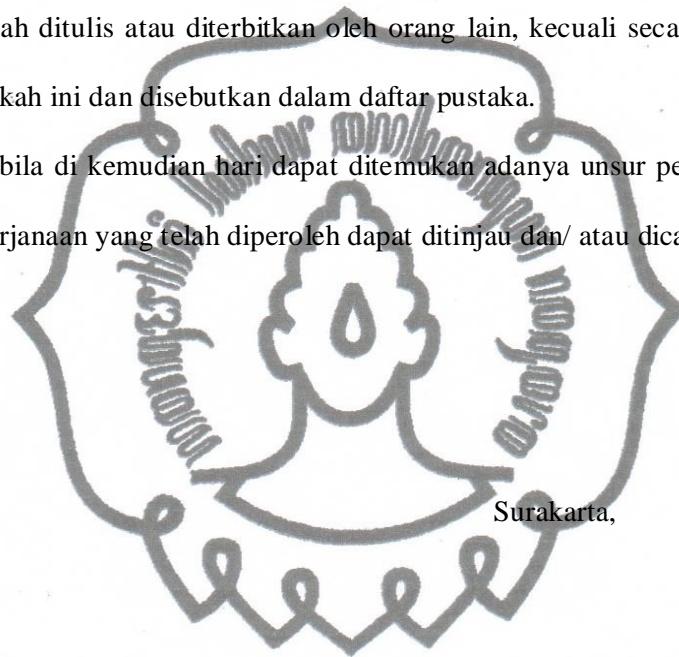 ah ditulis atau diterbitkan oleh orang lain, kecuali seca
kah ini dan disebutkan dalam daftar pustaka.
bila di kemudian hari dapat ditemukan adanya unsur pe
rjanaan yang telah diperoleh dapat ditinjau dan/ atau dica
Surakarta,